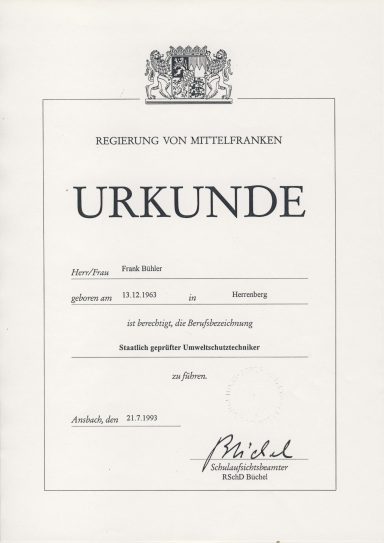 REGIERUNG VON MITTELFRANKEN
URKUNDE
Herr/Frau Frank Bühler
geboren am 13.12.1963 in Herrenberg
ist berechtigt, die Berufsbezeichnung
Staatlich geprüfter Umweltschutztechniker
zu führen.
Ansbach, den 21.7.1993
Büchel
Schulaufsichtsbeamter
RSchD Büchel